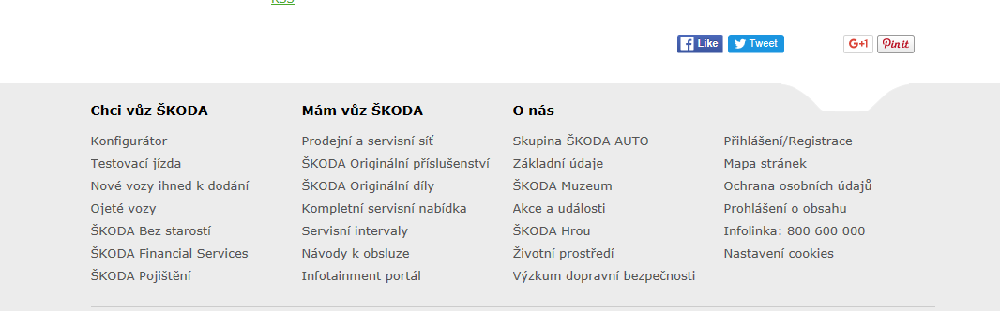 RSS
Like
Tweet
G+1
Pin it
Chci vůz ŠKODA
Konfigurátor
Testovací jízda
Nové vozy ihned k dodání
Ojeté vozy
ŠKODA Bez starostí
ŠKODA Financial Services
ŠKODA Pojištění
Mám vůz ŠKODA
Prodejní a servisní síť
ŠKODA Originální příslušenství
ŠKODA Originální díly
Kompletní servisní nabídka
Servisní intervaly
Návody k obsluze
Infotainment portál
O nás
Skupina ŠKODA AUTO
Základní údaje
ŠKODA Muzeum
Akce a události
ŠKODA Hrou
Životní prostředí
Výzkum dopravní bezpečnosti
Přihlášení/Registrace
Mapa stránek
Ochrana osobních údajů
Prohlášení o obsahu
Infolinka: 800 600 000
Nastavení cookies